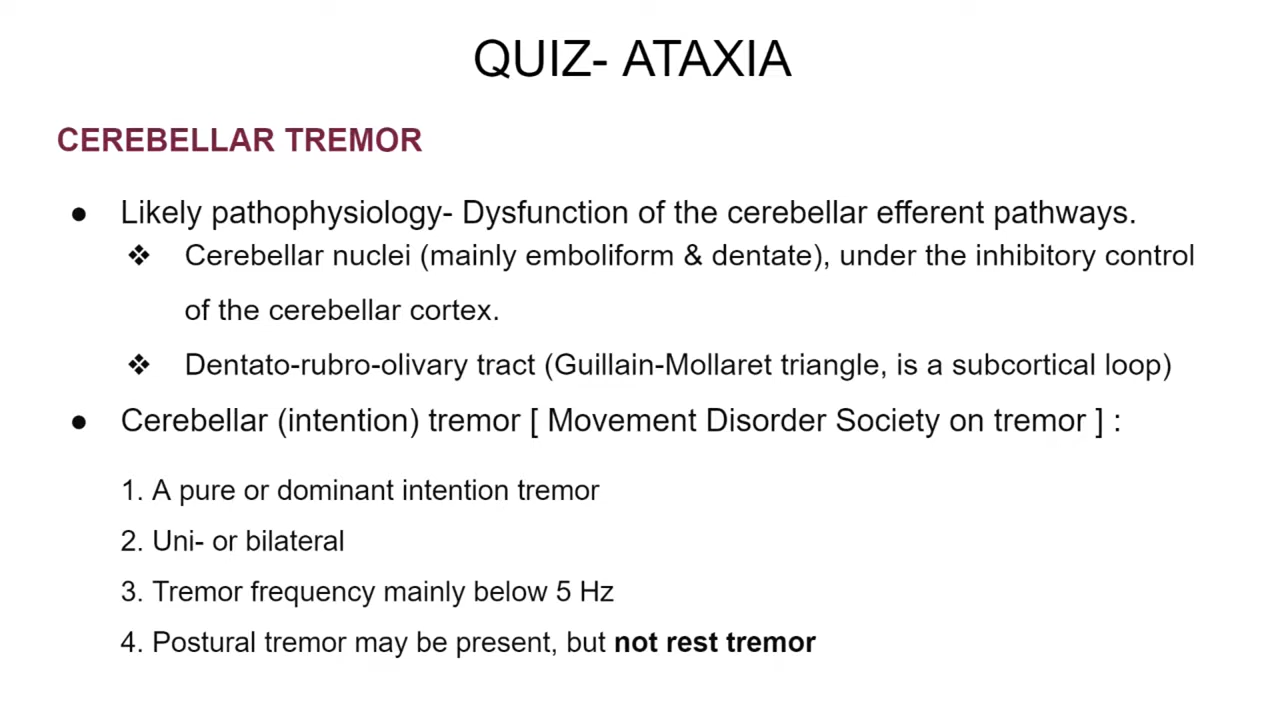 QUIZ- ATAXIA
CEREBELLAR TREMOR
● Likely pathophysiology- Dysfunction of the cerebellar efferent pathways.
❖ Cerebellar nuclei (mainly emboliform & dentate), under the inhibitory control
of the cerebellar cortex.
❖ Dentato-rubro-olivary tract (Guillain-Mollaret triangle, is a subcortical loop)
● Cerebellar (intention) tremor [ Movement Disorder Society on tremor ] :
1. A pure or dominant intention tremor
2. Uni- or bilateral
3. Tremor frequency mainly below 5 Hz
4. Postural tremor may be present, but not rest tremor